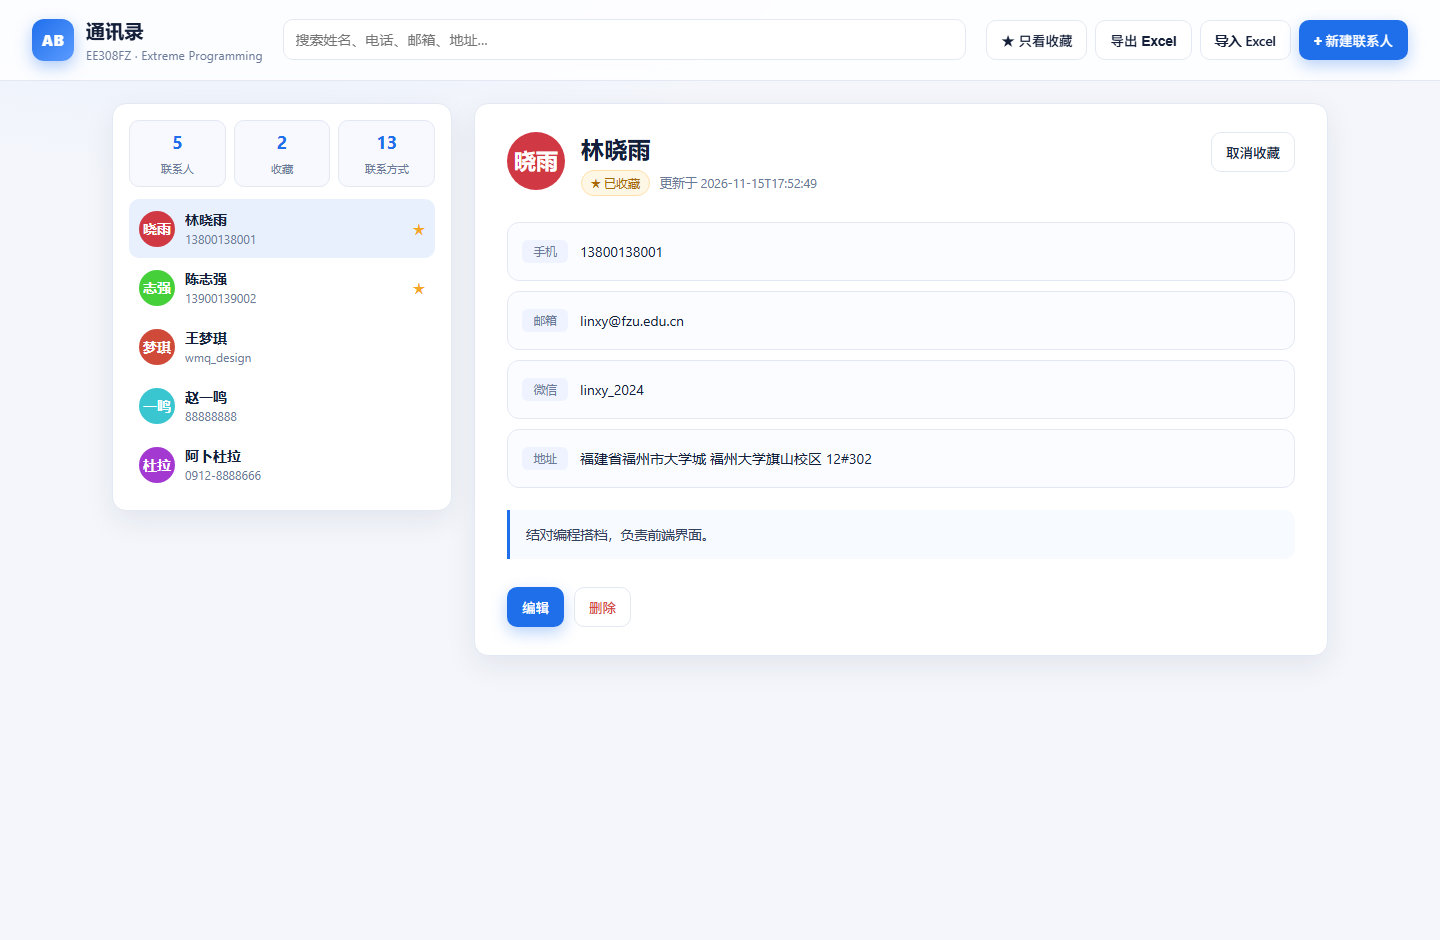 AB
通讯录
EE308FZ · Extreme Programming
搜索姓名、电话、邮箱、地址...
★ 只看收藏
导出 Excel
导入 Excel
+ 新建联系人
5
联系人
2
收藏
13
联系方式
晓雨
林晓雨
13800138001
★
志强
陈志强
13900139002
★
梦琪
王梦琪
wmq_design
一鸣
赵一鸣
88888888
杜拉
阿卜杜拉
0912-8888666
晓雨
林晓雨
★ 已收藏
更新于 2026-11-15T17:52:49
取消收藏
手机 13800138001
邮箱 linxy@fzu.edu.cn
微信 linxy_2024
地址 福建省福州市大学城 福州大学旗山校区 12#302
结对编程搭档，负责前端界面。
编辑
删除